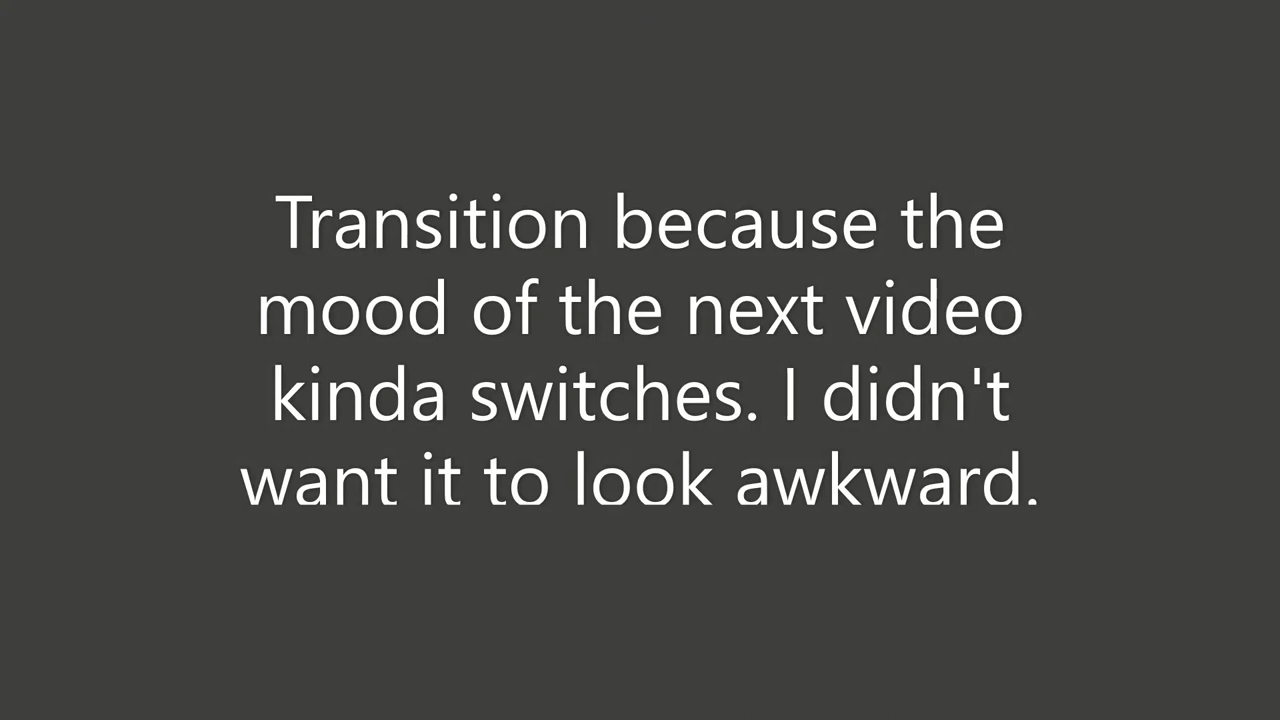 Transition because the
mood of the next video
kinda switches. I didn't
want it to look awkward.